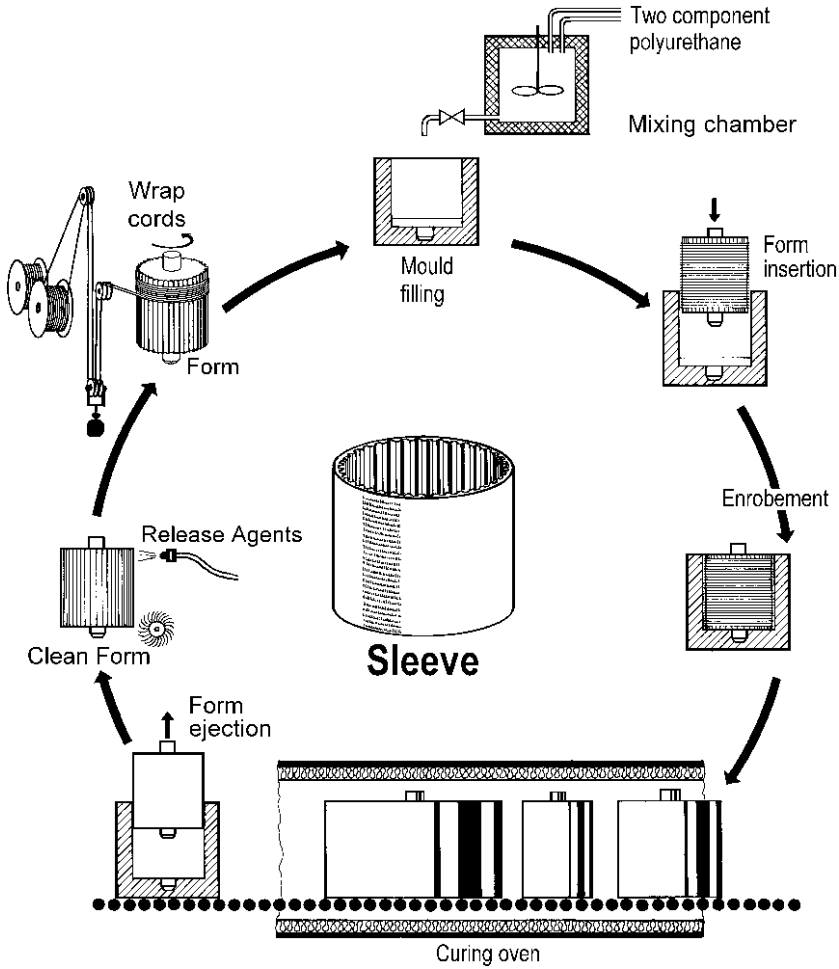 Two component
polyurethane
Mixing chamber
Wrap
cords
Form
Mould
filling
Form
insertion
Enrobement
Release Agents
Clean Form
Sleeve
Form
ejection
Curing oven